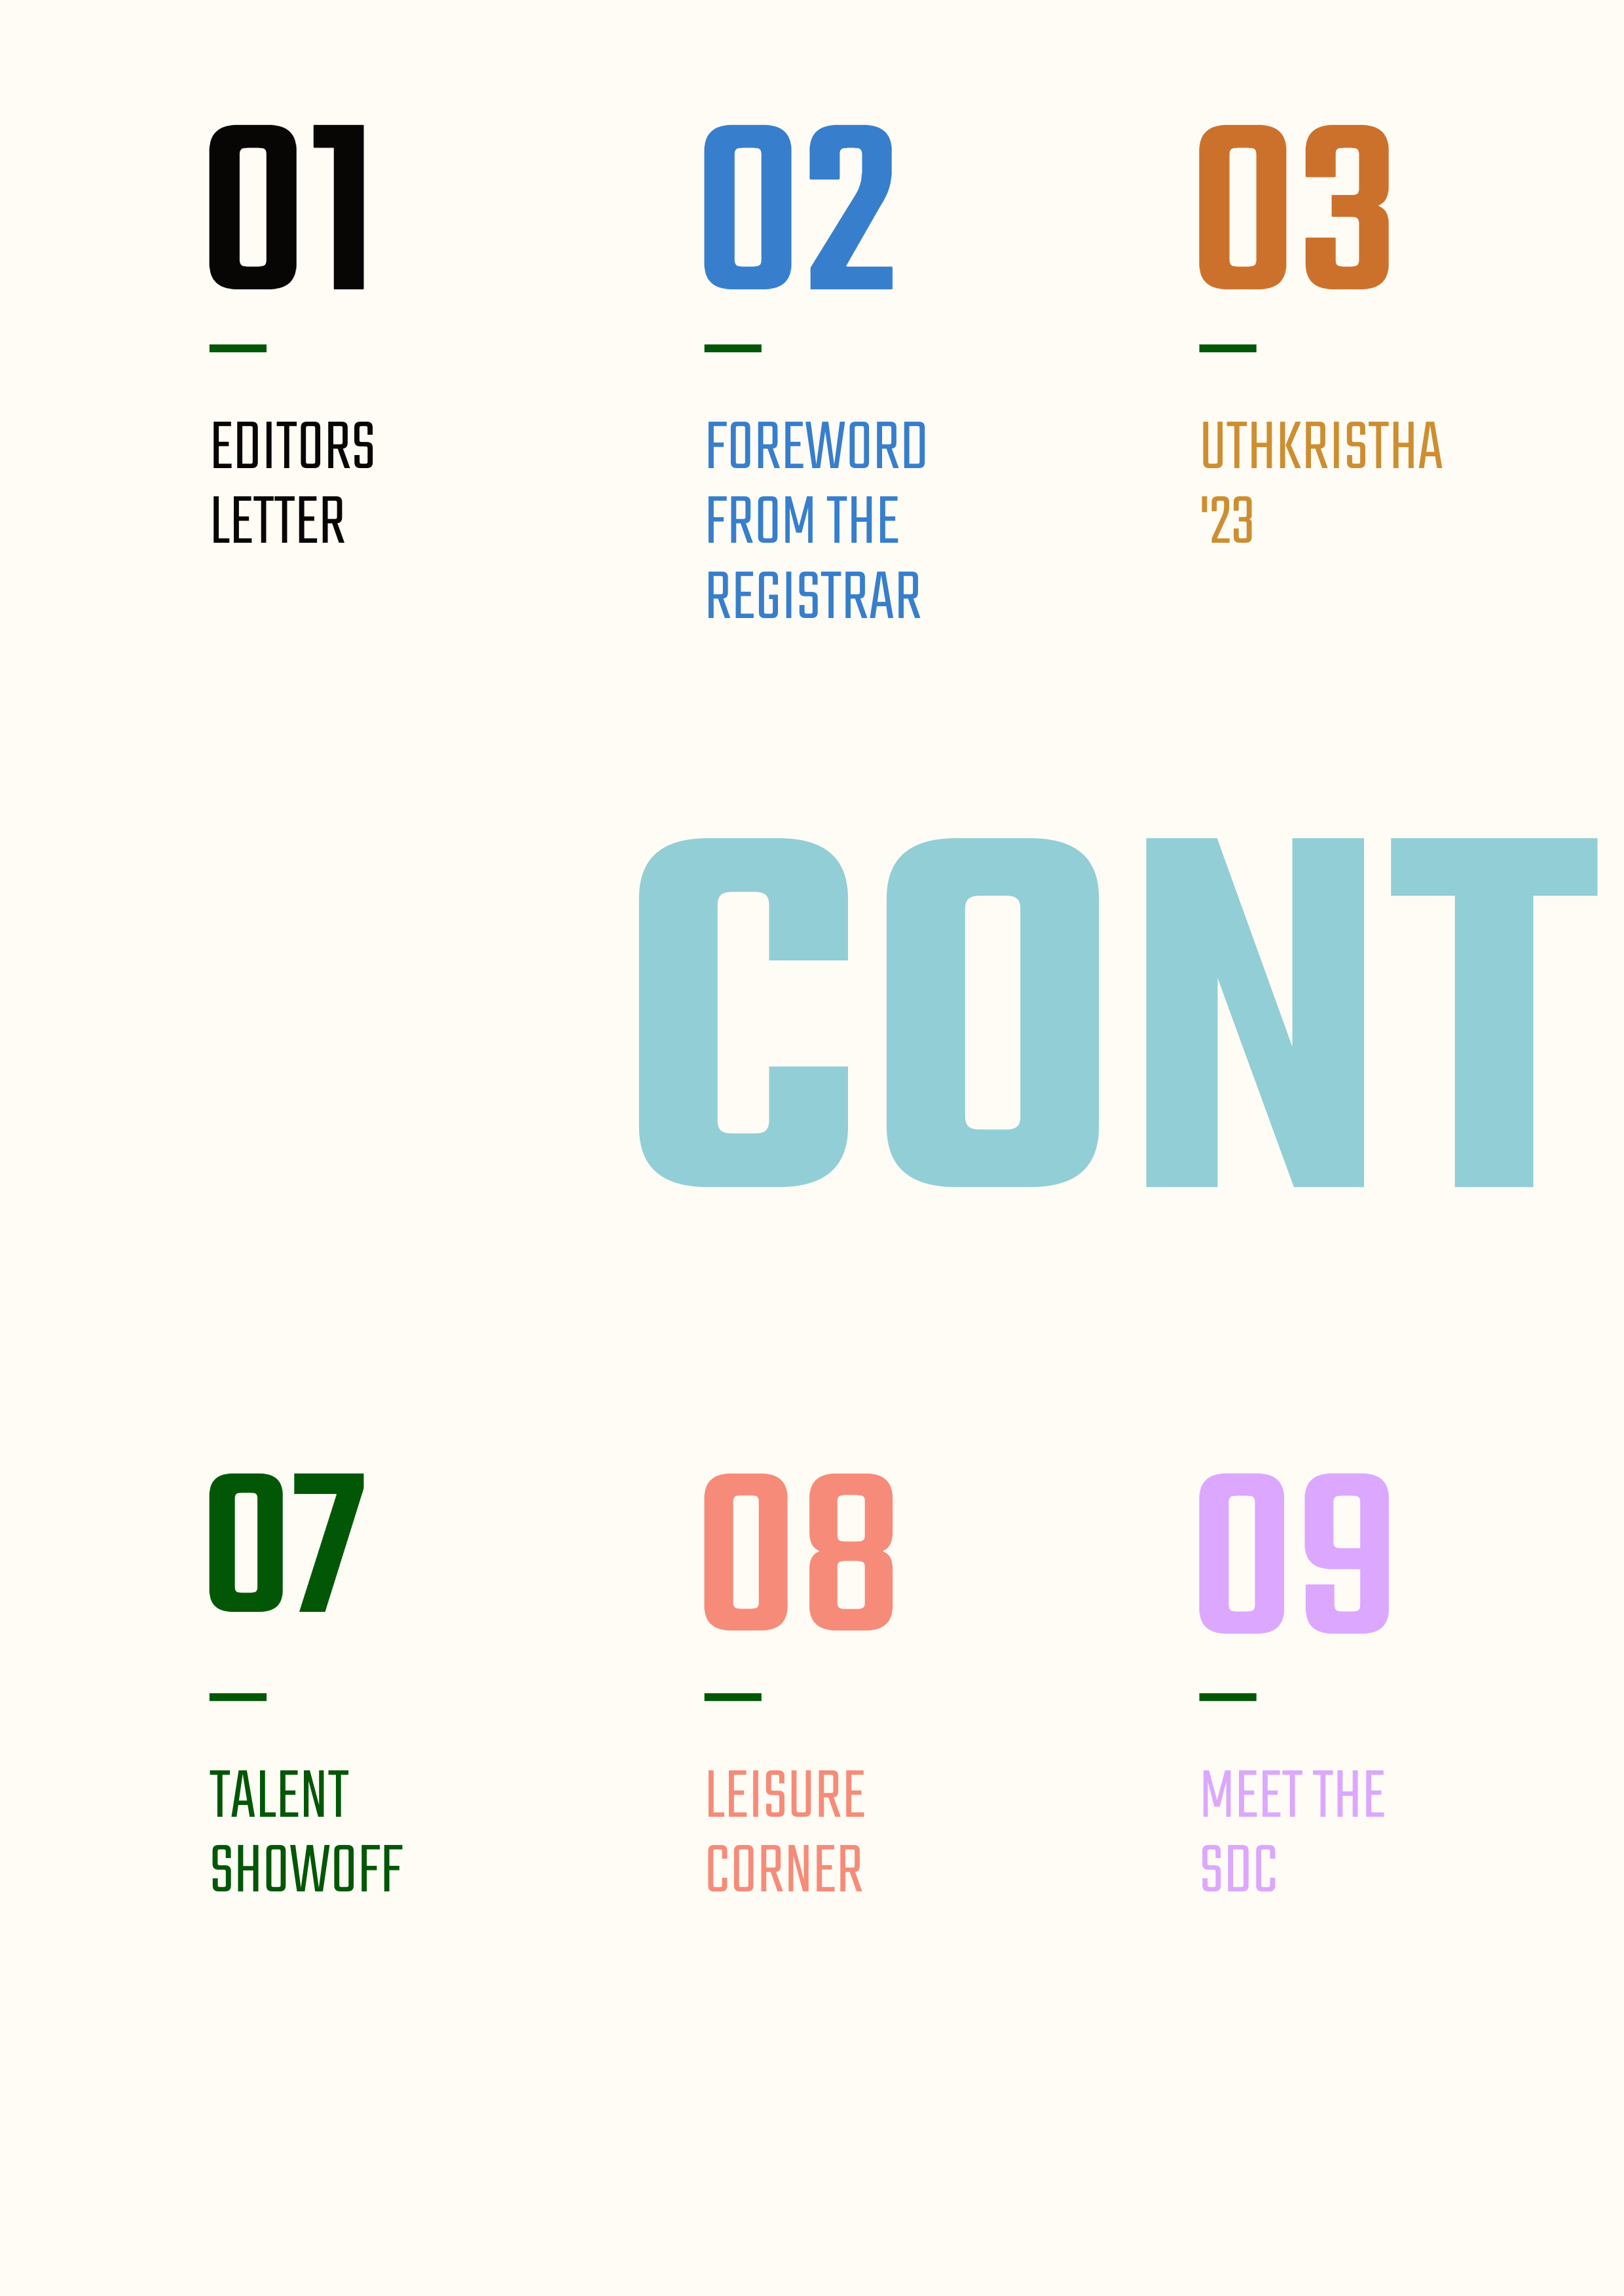 01
EDITORS
LETTER
02
FOREWORD
FROM THE
REGISTRAR
03
UTHKRISTHA
'23
CONT
07
TALENT
SHOWOFF
08
LEISURE
CORNER
09
MEET THE
SDC